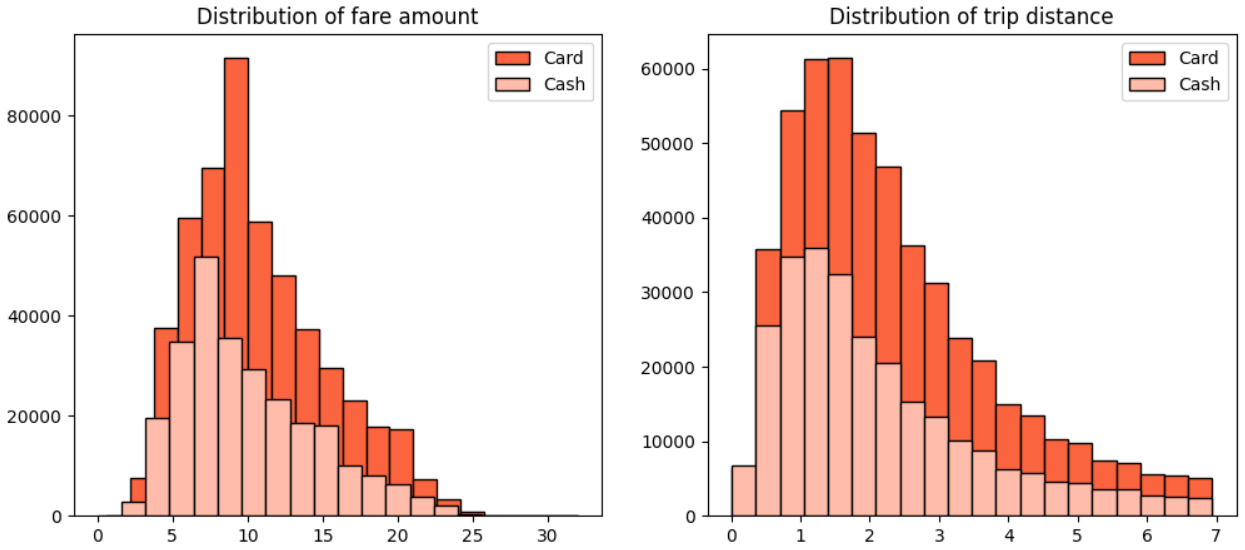 Distribution of fare amount
Card
Cash
80000
60000
40000
20000
0
0 5 10 15 20 25 30
Distribution of trip distance
Card
Cash
60000
50000
40000
30000
20000
10000
0
0 1 2 3 4 5 6 7